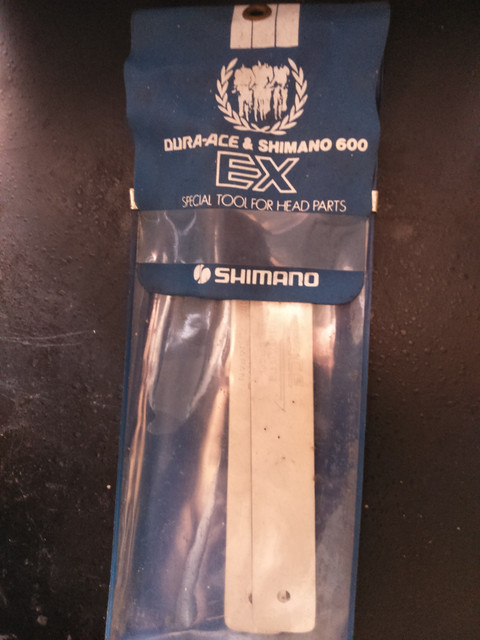 DURA-ACE & SHIMANO 600
EX
SPECIAL TOOL FOR HEAD PARTS
SHIMANO